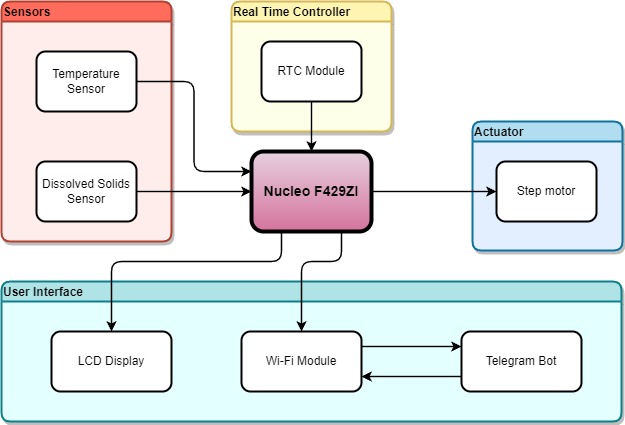 Sensors
Temperature
Sensor
Dissolved Solids
Sensor
Real Time Controller
RTC Module
Nucleo F429ZI
Actuator
Step motor
User Interface
LCD Display
Wi-Fi Module
Telegram Bot